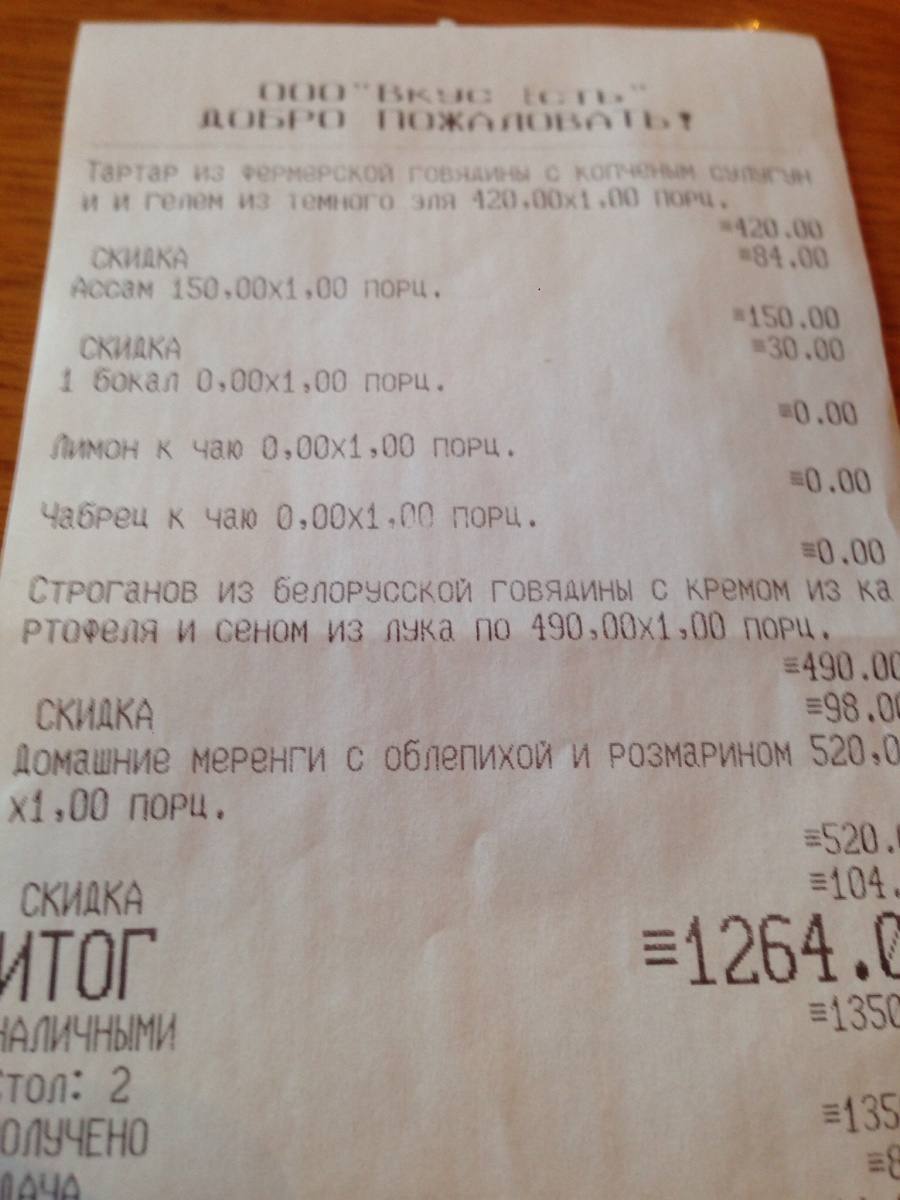 ООО "Вкус Есть"
ДОБРО ПОЖАЛОВАТЬ!
Тартар из фермерской говядины с копченым сулугун
и и гелем из темного эля 420,00х1,00 порц.
=420.00
СКИДКА =84.00
Ассам 150,00х1,00 порц.
=150.00
СКИДКА =30.00
1 бокал 0,00х1,00 порц.
=0.00
Лимон к чаю 0,00х1,00 порц.
=0.00
Чабрец к чаю 0,00х1,00 порц.
=0.00
Строганов из белорусской говядины с кремом из ка
ртофеля и сеном из лука по 490,00х1,00 порц.
=490.00
СКИДКА =98.00
Домашние меренги с облепихой и розмарином 520,0
х1,00 порц.
=520.
СКИДКА =104.
ИТОГ =1264.0
НАЛИЧНЫМИ =1350
Стол: 2
ОЛУЧЕНО =135
ДАЧА =8